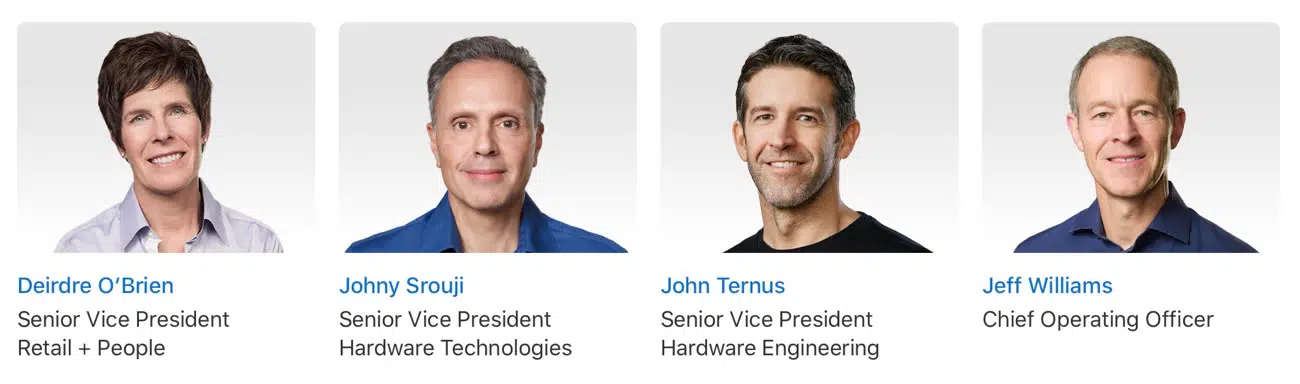 Deirdre O’Brien
Senior Vice President
Retail + People
Johny Srouji
Senior Vice President
Hardware Technologies
John Ternus
Senior Vice President
Hardware Engineering
Jeff Williams
Chief Operating Officer